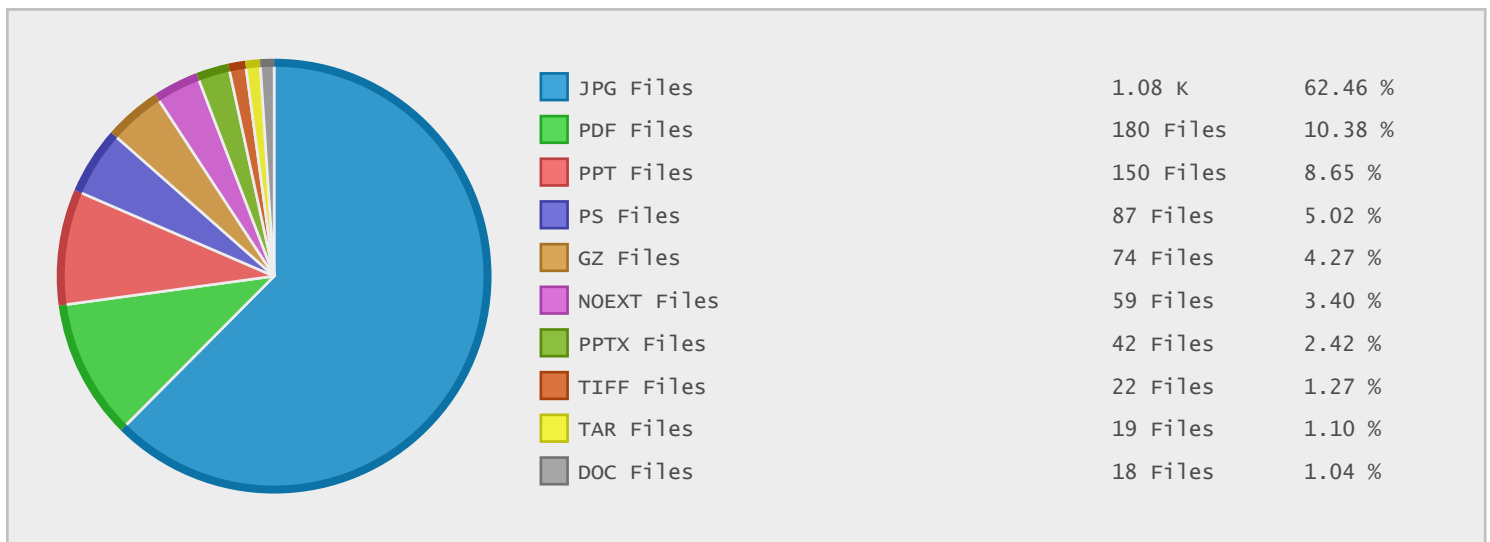 JPG Files 1.08 K 62.46 %
PDF Files 180 Files 10.38 %
PPT Files 150 Files 8.65 %
PS Files 87 Files 5.02 %
GZ Files 74 Files 4.27 %
NOEXT Files 59 Files 3.40 %
PPTX Files 42 Files 2.42 %
TIFF Files 22 Files 1.27 %
TAR Files 19 Files 1.10 %
DOC Files 18 Files 1.04 %